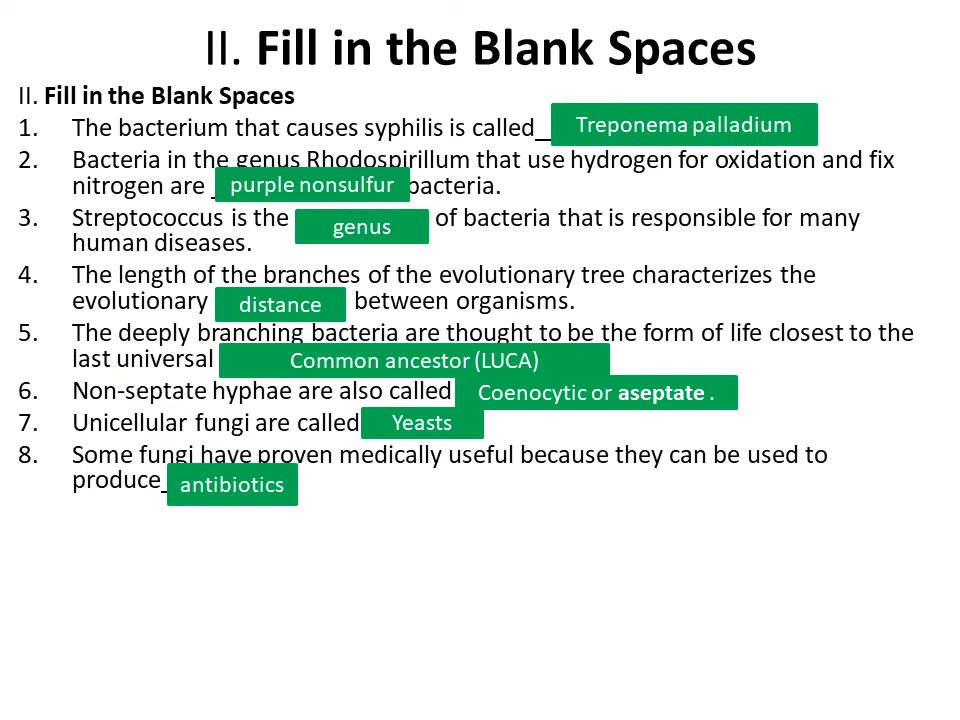 II. Fill in the Blank Spaces
II. Fill in the Blank Spaces
1. The bacterium that causes syphilis is called_ Treponema palladium
2. Bacteria in the genus Rhodospirillum that use hydrogen for oxidation and fix
nitrogen are _ purple nonsulfur bacteria.
3. Streptococcus is the genus of bacteria that is responsible for many
human diseases.
4. The length of the branches of the evolutionary tree characterizes the
evolutionary distance between organisms.
5. The deeply branching bacteria are thought to be the form of life closest to the
last universal Common ancestor (LUCA)
6. Non-septate hyphae are also called Coenocytic or aseptate .
7. Unicellular fungi are called Yeasts
8. Some fungi have proven medically useful because they can be used to
produce_ antibiotics